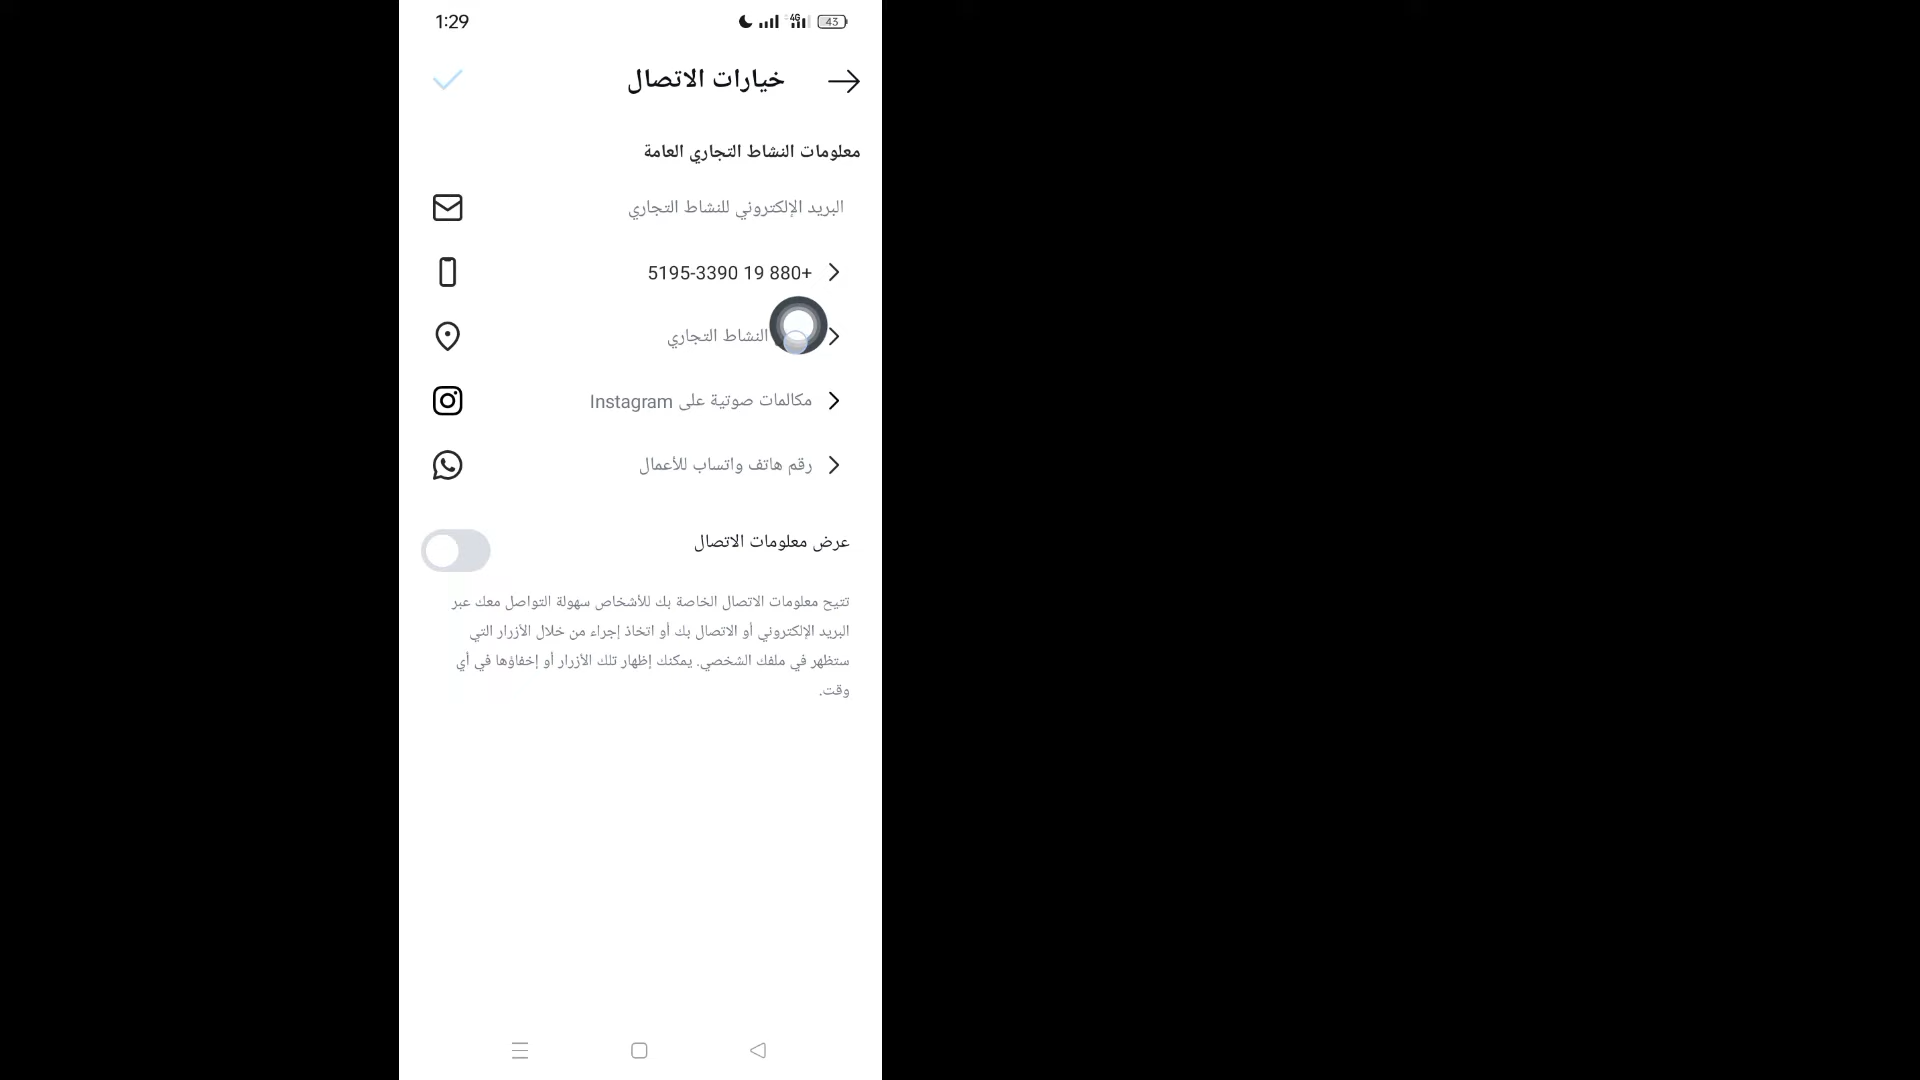 1:29
4G
43
خيارات الاتصال
معلومات النشاط التجاري العامة
البريد الإلكتروني للنشاط التجاري
+880 19 3390-5195
النشاط التجاري
مكالمات صوتية على Instagram
رقم هاتف واتساب للأعمال
عرض معلومات الاتصال
تتيح معلومات الاتصال الخاصة بك للأشخاص سهولة التواصل معك عبر
البريد الإلكتروني أو الاتصال بك أو اتخاذ إجراء من خلال الأزرار التي
ستظهر في ملفك الشخصي. يمكنك إظهار تلك الأزرار أو إخفاؤها في أي
وقت.